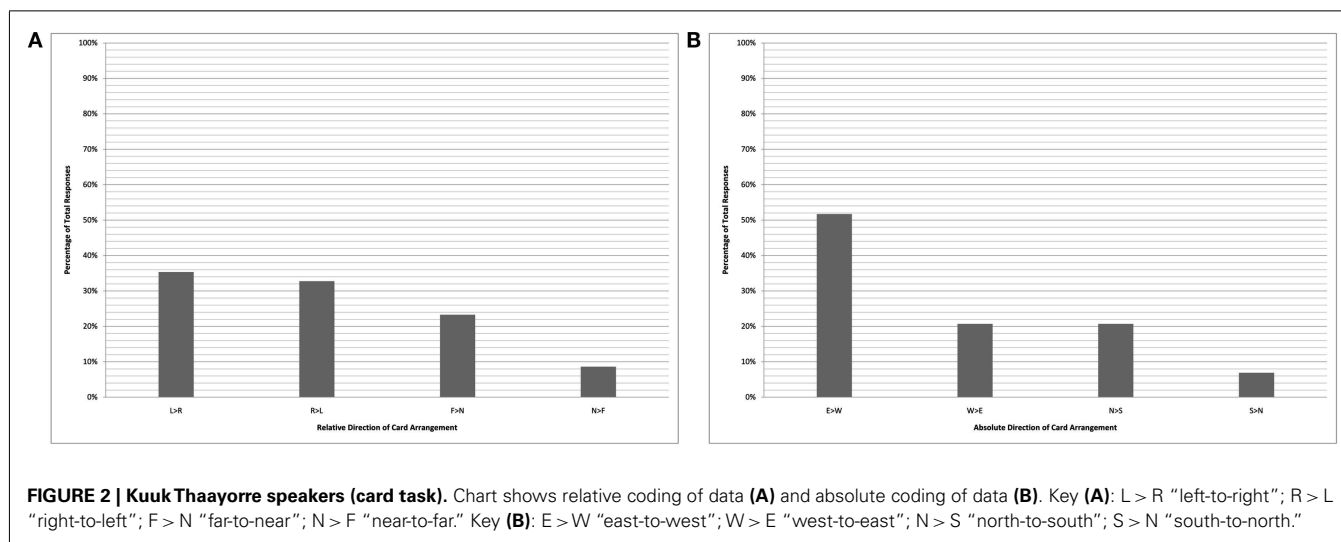 A
100%
90%
80%
70%
60%
50%
40%
30%
20%
10%
0%
Percentage of Total Responses
L>R R>L F>N N>F
Relative Direction of Card Arrangement
B
100%
90%
80%
70%
60%
50%
40%
30%
20%
10%
0%
Percentage of Total Responses
E>W W>E N>S S>N
Absolute Direction of Card Arrangement
FIGURE 2 | Kuuk Thaayorre speakers (card task). Chart shows relative coding of data (A) and absolute coding of data (B). Key (A): L > R "left-to-right"; R > L
"right-to-left"; F > N "far-to-near"; N > F "near-to-far." Key (B): E > W "east-to-west"; W > E "west-to-east"; N > S "north-to-south"; S > N "south-to-north."